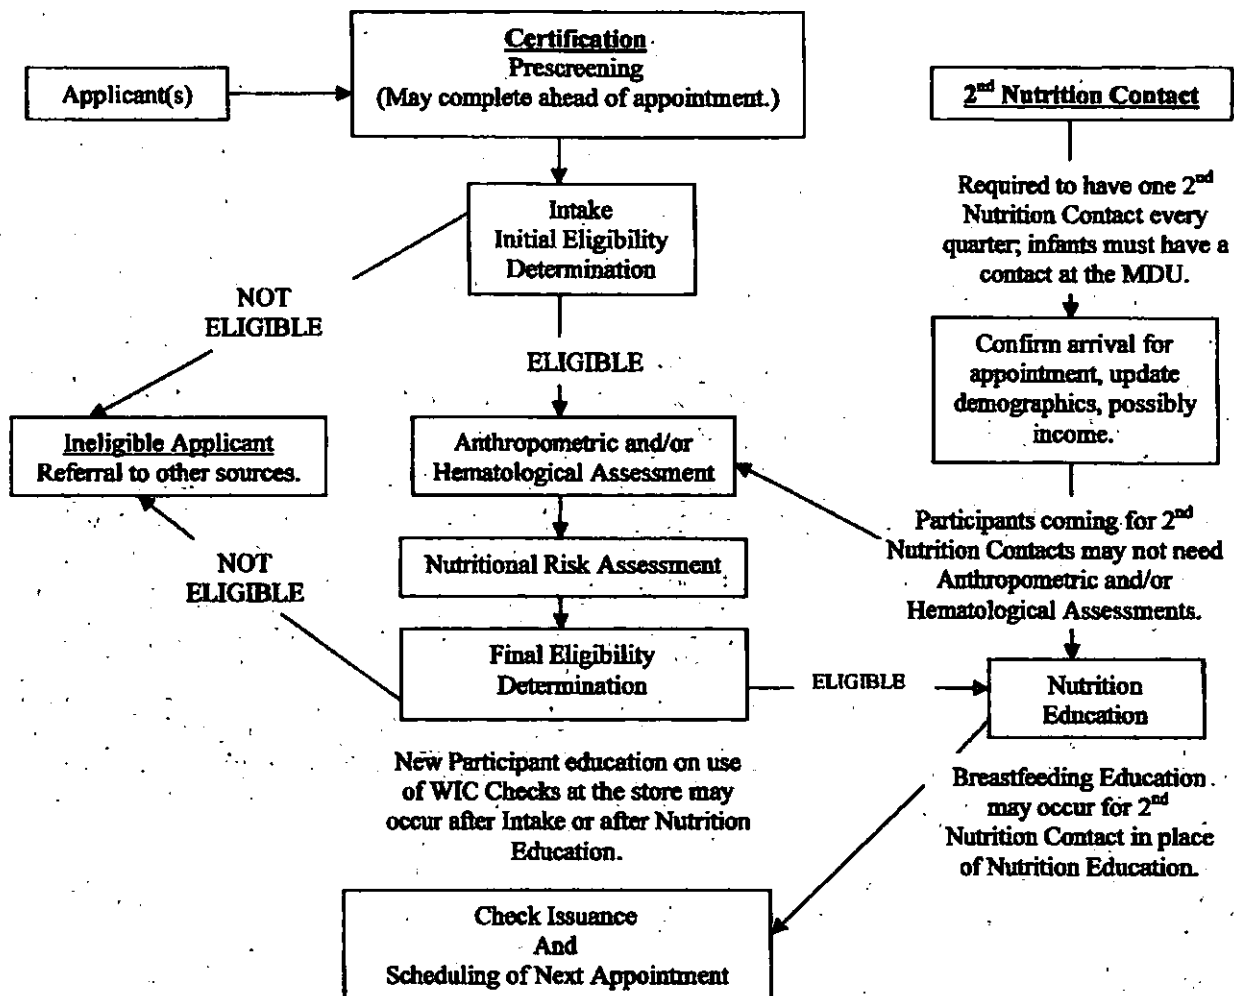 Applicant(s)
Certification
Prescreening
(May complete ahead of appointment.)
2nd Nutrition Contact
Intake
Initial Eligibility
Determination
Required to have one 2nd
Nutrition Contact every
quarter; infants must have a
contact at the MDU.
NOT
ELIGIBLE
ELIGIBLE
Confirm arrival for
appointment, update
demographics, possibly
income.
Ineligible Applicant
Referral to other sources.
Anthropometric and/or
Hematological Assessment
Participants coming for 2nd
Nutrition Contacts may not need
Anthropometric and/or
Hematological Assessments.
NOT
ELIGIBLE
Nutritional Risk Assessment
Final Eligibility
Determination
ELIGIBLE
Nutrition
Education
New Participant education on use
of WIC Checks at the store may
occur after Intake or after Nutrition
Education.
Breastfeeding Education
may occur for 2nd
Nutrition Contact in place
of Nutrition Education.
Check Issuance
And
Scheduling of Next Appointment